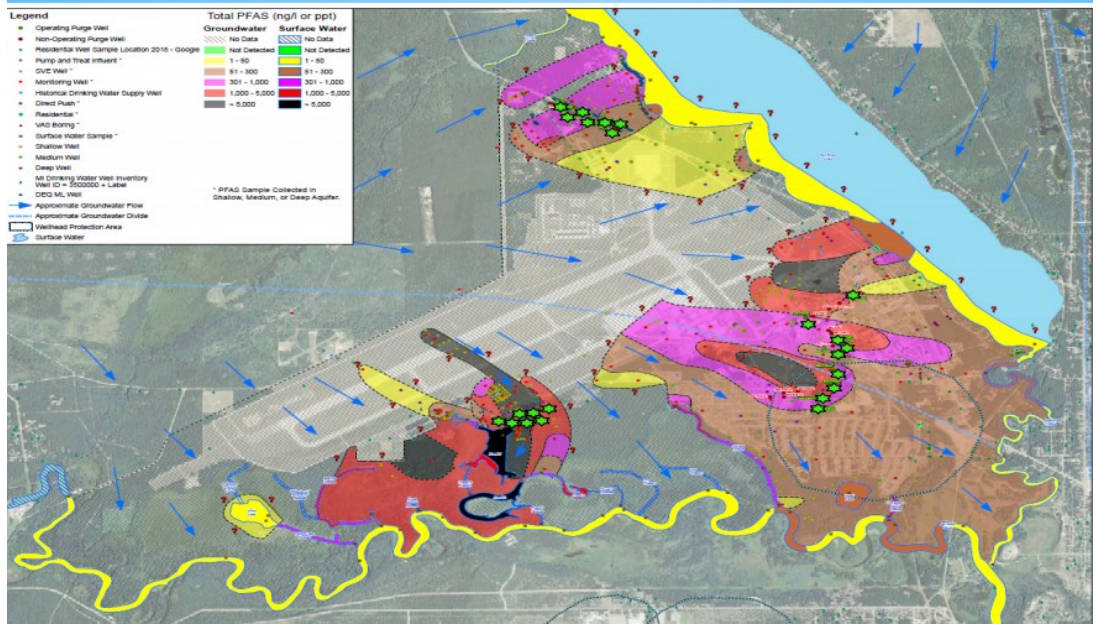 Legend
Operating Purge Well
Non-Operating Purge Well
Residential Well Sample Location 2016 - Google
Pump and Treat Influent *
SVE Well *
Monitoring Well *
Historical Drinking Water Supply Well
Direct Push *
Residential *
VAS Boring *
Surface Water Sample *
Shallow Well
Medium Well
Deep Well
MI Drinking Water Well Inventory
Well ID = 3500000 + Label
DEQ ML Well
Approximate Groundwater Flow
Approximate Groundwater Divide
Wellhead Protection Area
Surface Water
Total PFAS (ng/l or ppt)
Groundwater Surface Water
No Data No Data
Not Detected Not Detected
1 - 50 1 - 50
51 - 300 51 - 300
301 - 1,000 301 - 1,000
1,000 - 5,000 1,000 - 5,000
> 5,000 > 5,000
* PFAS Sample Collected in
Shallow, Medium, or Deep Aquifer.